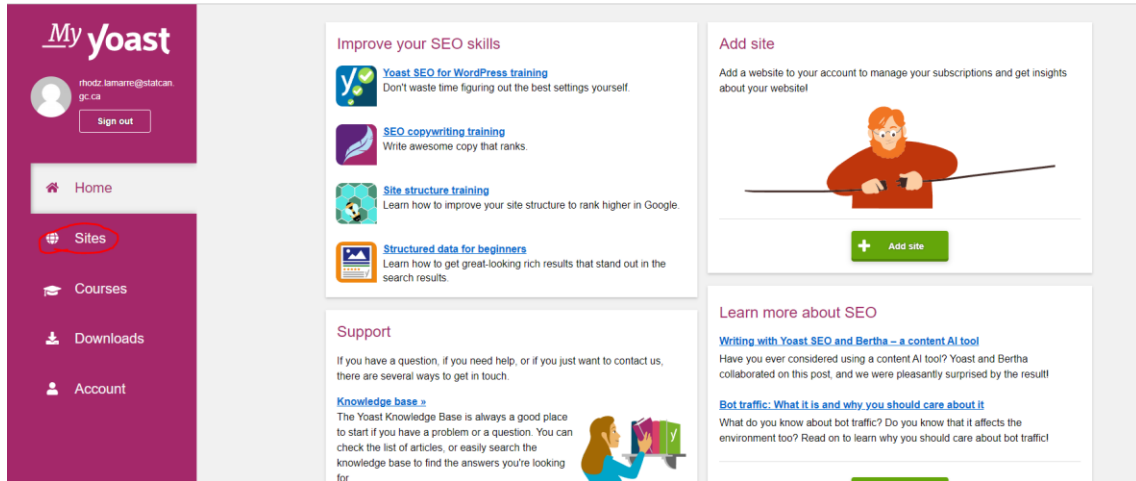 My yoast
rhodz.lamarre@statcan.
gc.ca
Sign out
Home
Sites
Courses
Downloads
Account
Improve your SEO skills
Yoast SEO for WordPress training
Don't waste time figuring out the best settings yourself.
SEO copywriting training
Write awesome copy that ranks.
Site structure training
Learn how to improve your site structure to rank higher in Google.
Structured data for beginners
Learn how to get great-looking rich results that stand out in the
search results.
Support
If you have a question, if you need help, or if you just want to contact us,
there are several ways to get in touch.
Knowledge base »
The Yoast Knowledge Base is always a good place
to start if you have a problem or a question. You can
check the list of articles, or easily search the
knowledge base to find the answers you're looking
for
Add site
Add a website to your account to manage your subscriptions and get insights
about your website!
Add site
Learn more about SEO
Writing with Yoast SEO and Bertha – a content AI tool
Have you ever considered using a content AI tool? Yoast and Bertha
collaborated on this post, and we were pleasantly surprised by the result!
Bot traffic: What it is and why you should care about it
What do you know about bot traffic? Do you know that it affects the
environment too? Read on to learn why you should care about bot traffic!